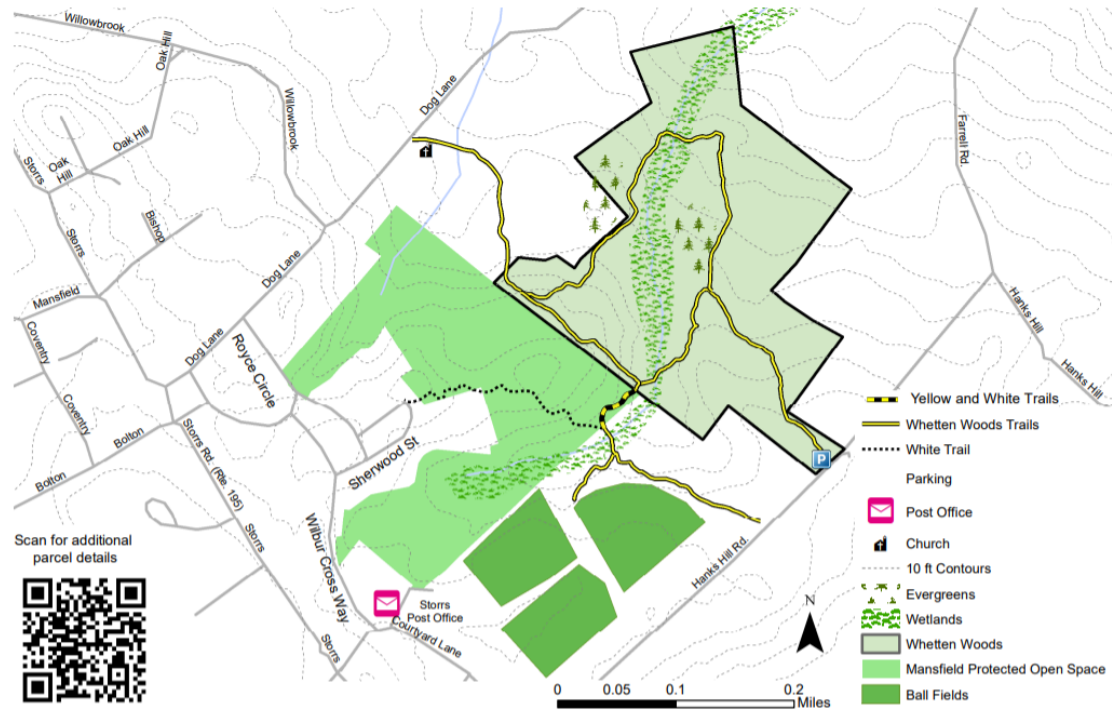 Willowbrook
Oak Hill
Willowbrook
Dog Lane
Farrell Rd.
Oak Hill
Storrs
Oak
Hill
Bishop
Storrs
Dog Lane
Mansfield
Hanks Hill
Coventry
Dog Lane
Royce Circle
Hanks Hill
Coventry
Bolton
Sherwood St
Bolton
Storrs Rd. (Rte. 195)
Storrs
Wilbur Cross Way
Hanks Hill Rd.
P
Storrs
Post Office
Courtyard Lane
Storrs
Scan for additional
parcel details
Yellow and White Trails
Whetten Woods Trails
White Trail
Parking
Post Office
Church
10 ft Contours
Evergreens
Wetlands
Whetten Woods
Mansfield Protected Open Space
Ball Fields
N
0 0.05 0.1 0.2
Miles